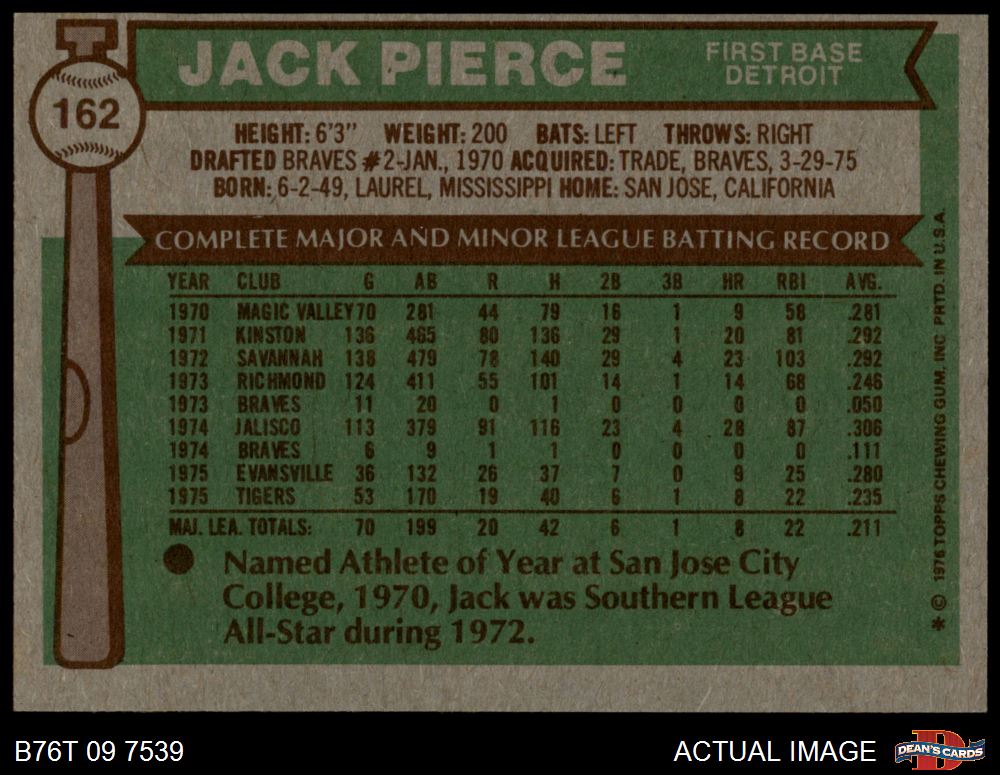 JACK PIERCE
FIRST BASE
DETROIT
162
HEIGHT: 6'3" WEIGHT: 200 BATS: LEFT THROWS: RIGHT
DRAFTED BRAVES #2-JAN., 1970 ACQUIRED: TRADE, BRAVES, 3-29-75
BORN: 6-2-49, LAUREL, MISSISSIPPI HOME: SAN JOSE, CALIFORNIA
COMPLETE MAJOR AND MINOR LEAGUE BATTING RECORD
YEAR CLUB G AB R H 2B 3B HR RBI AVG.
1970 MAGIC VALLEY 70 281 44 79 16 1 9 58 .281
1971 KINSTON 136 465 80 136 29 1 20 81 .292
1972 SAVANNAH 138 479 78 140 29 4 23 103 .292
1973 RICHMOND 124 411 55 101 14 1 14 68 .246
1973 BRAVES 11 20 0 1 0 0 0 0 .050
1974 JALISCO 113 379 91 116 23 4 28 87 .306
1974 BRAVES 6 9 1 1 0 0 0 0 .111
1975 EVANSVILLE 36 132 26 37 7 0 9 25 .280
1975 TIGERS 53 170 19 40 6 1 8 22 .235
MAJ. LEA. TOTALS: 70 199 20 42 6 1 8 22 .211
Named Athlete of Year at San Jose City
College, 1970, Jack was Southern League
All-Star during 1972.
* © 1976 TOPPS CHEWING GUM, INC PRTD. IN U.S.A.
B76T 09 7539
ACTUAL IMAGE
D
DEAN'S CARDS